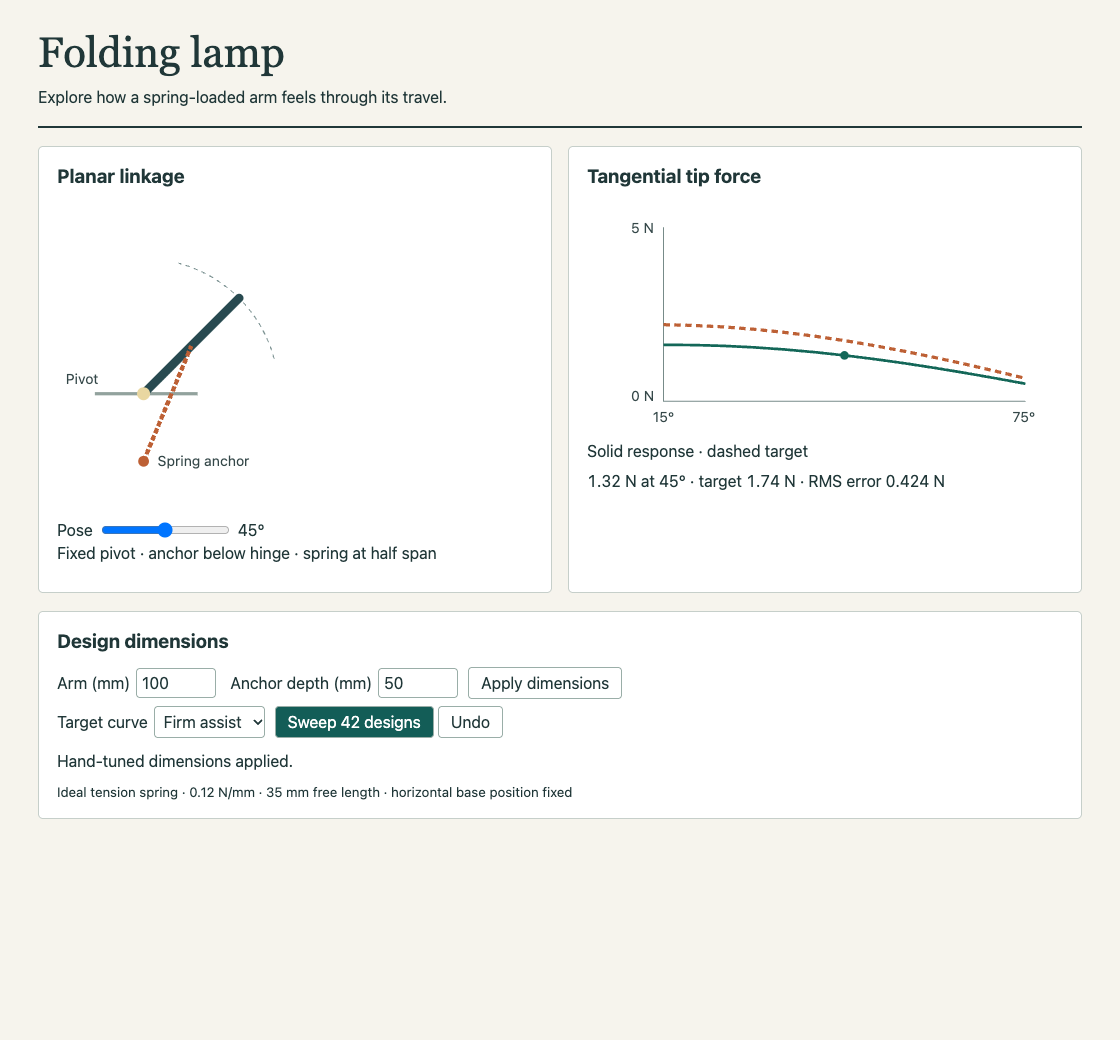 Folding lamp
Explore how a spring-loaded arm feels through its travel.
Planar linkage
Pivot
Spring anchor
Pose 45°
Fixed pivot · anchor below hinge · spring at half span
Tangential tip force
5 N
0 N
15° 75°
Solid response · dashed target
1.32 N at 45° · target 1.74 N · RMS error 0.424 N
Design dimensions
Arm (mm) 100 Anchor depth (mm) 50 Apply dimensions
Target curve Firm assist Sweep 42 designs Undo
Hand-tuned dimensions applied.
Ideal tension spring · 0.12 N/mm · 35 mm free length · horizontal base position fixed